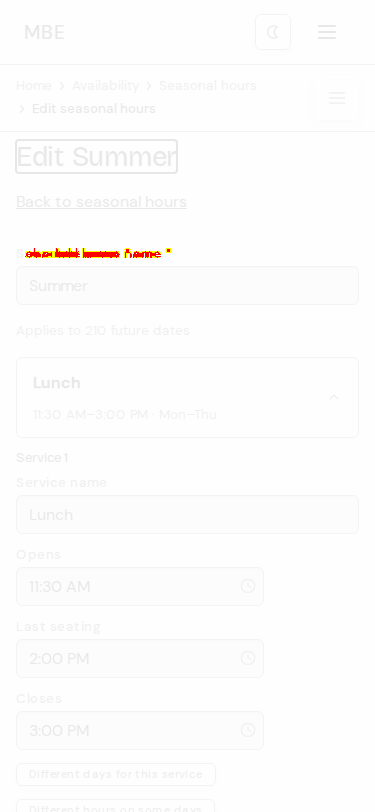 MBE
Home > Availability > Seasonal hours
> Edit seasonal hours
Edit Summer
Back to seasonal hours
Summer
Applies to 210 future dates
Lunch
11:30 AM–3:00 PM · Mon–Thu
Service 1
Service name
Lunch
Opens
11:30 AM
Last seating
2:00 PM
Closes
3:00 PM
Different days for this service
Different hours on some days